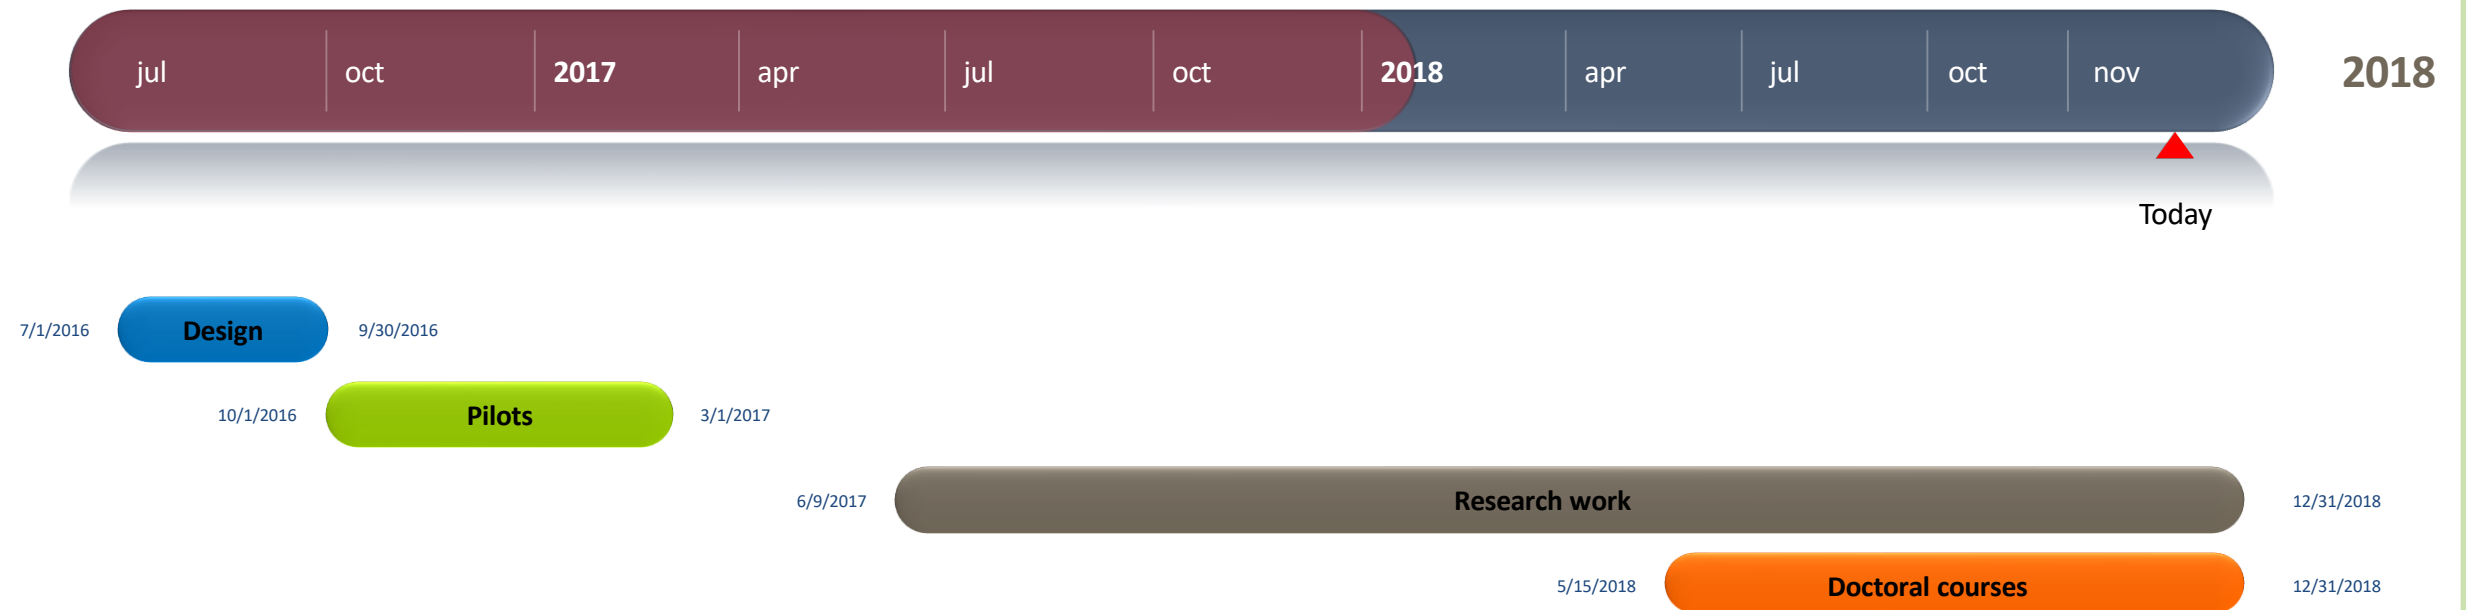 jul oct 2017 apr jul oct 2018 apr jul oct nov 2018
Today
7/1/2016 Design 9/30/2016
10/1/2016 Pilots 3/1/2017
6/9/2017 Research work 12/31/2018
5/15/2018 Doctoral courses 12/31/2018